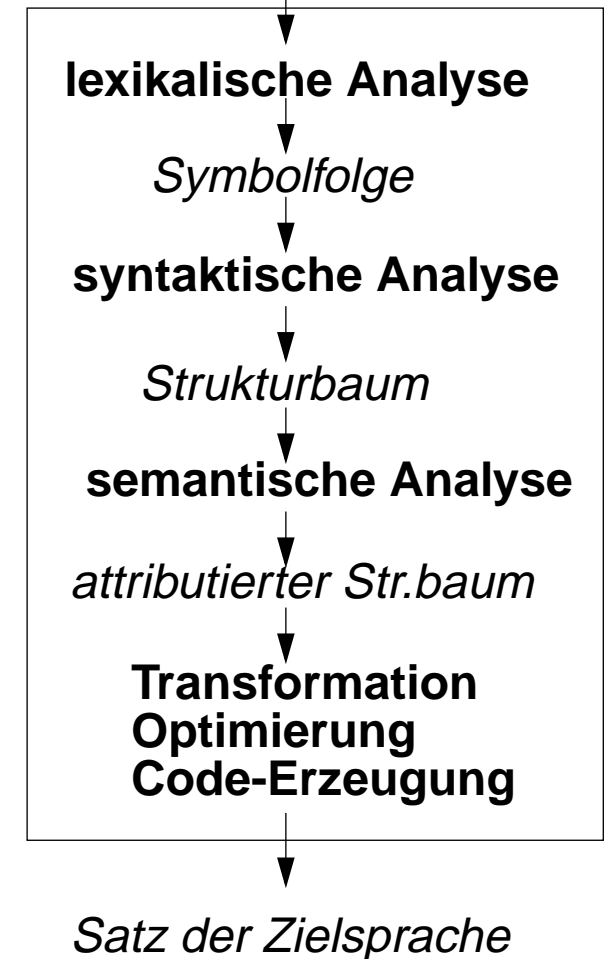 lexikalische Analyse
Symbolfolge
syntaktische Analyse
Strukturbaum
semantische Analyse
attributierter Str.baum
Transformation
Optimierung
Code-Erzeugung
Satz der Zielsprache